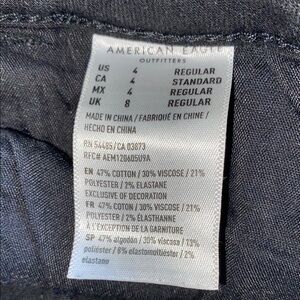 AMERICAN EAGLE
OUTFITTERS
US 4 REGULAR
CA 4 STANDARD
MX 4 REGULAR
UK 8 REGULAR
MADE IN CHINA / FABRIQUÉ EN CHINE /
HECHO EN CHINA
RN 54485/CA 03873
RFC# AEM120605U9A
EN 47% COTTON / 30% VISCOSE / 21%
POLYESTER / 2% ELASTANE
EXCLUSIVE OF DECORATION
FR 47% COTON / 30% VISCOSE / 21%
POLYESTER / 2% ÉLASTHANNE
À L'EXCEPTION DE LA GARNITURE
SP 47% algodón / 30% viscosa / 13%
poliéster / 8% elastomultiéster / 2%
elastano